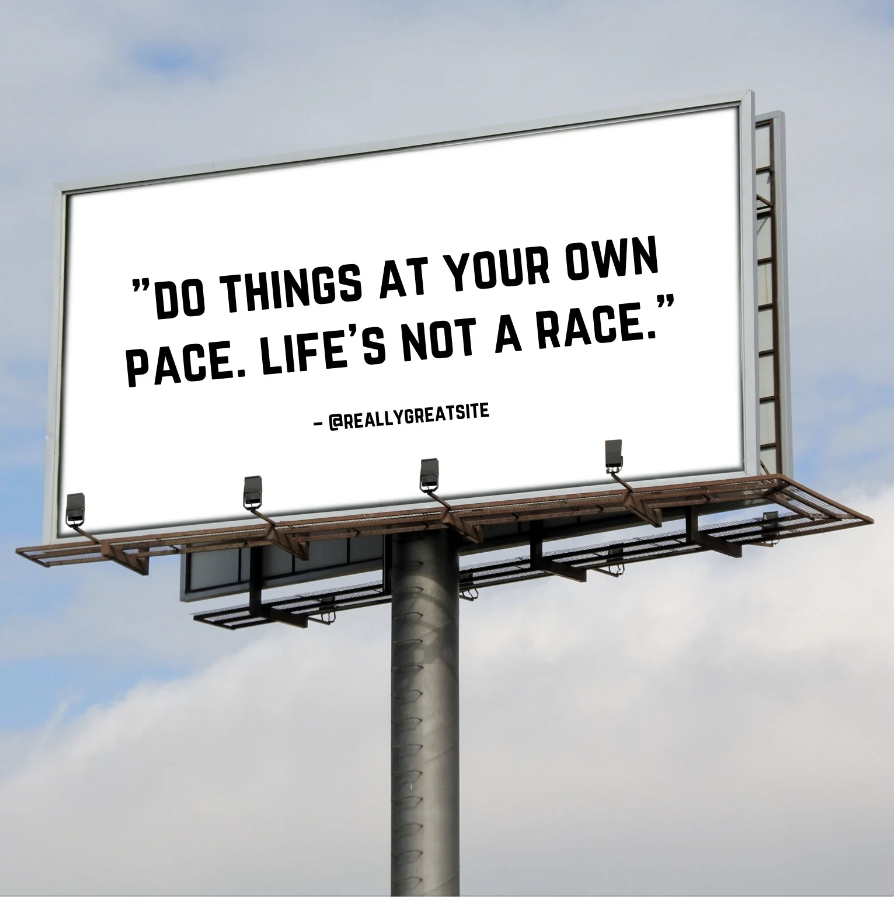 ”DO THINGS AT YOUR OWN
PACE. LIFE’S NOT A RACE.”
– @REALLYGREATSITE